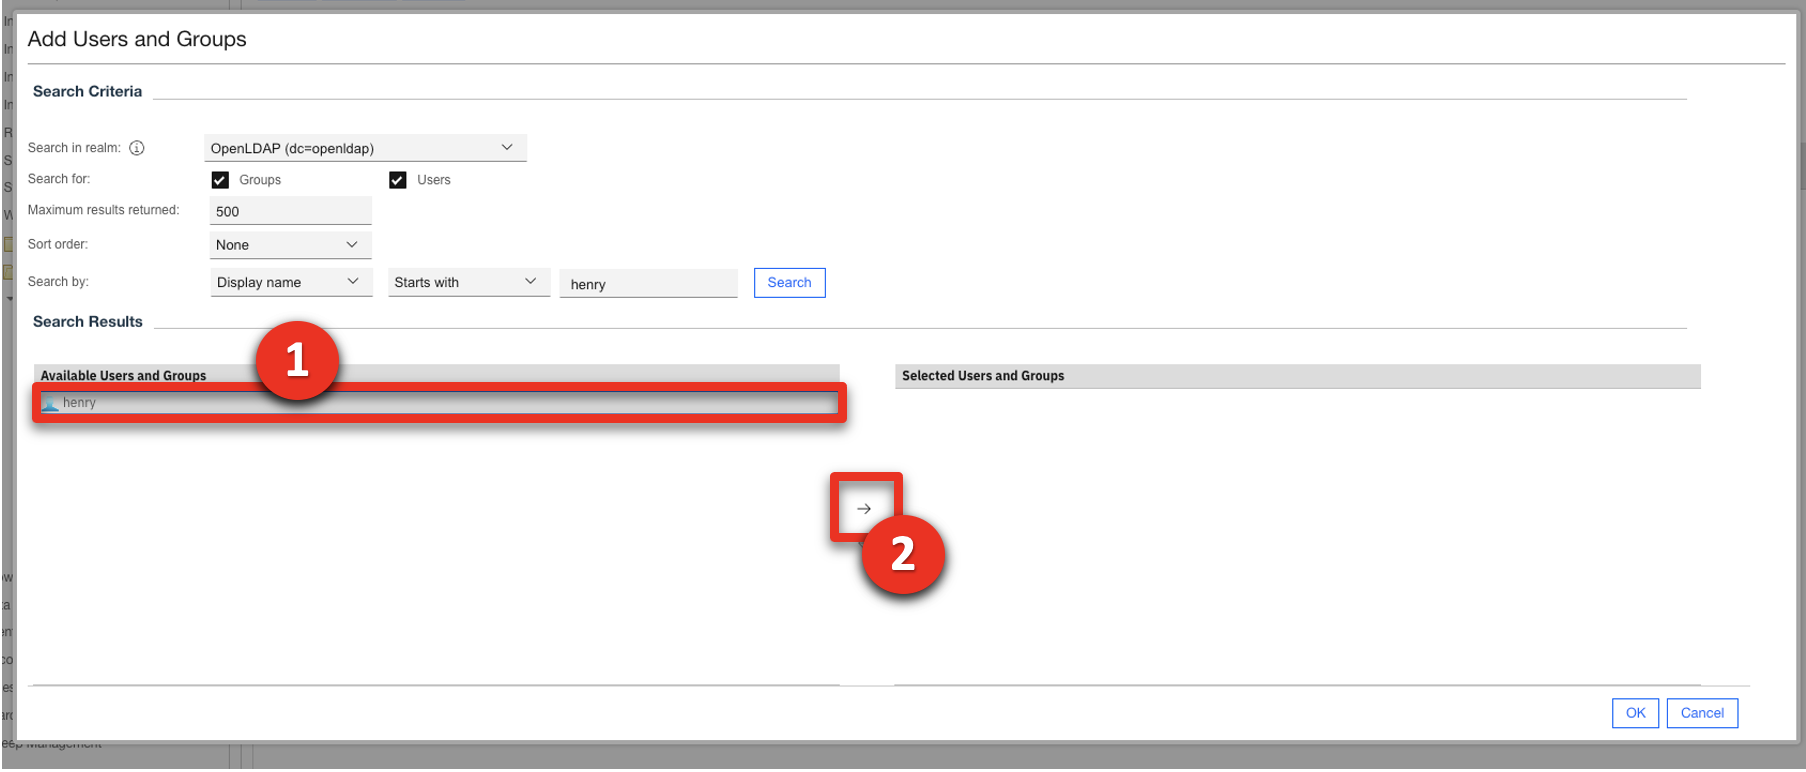 Add Users and Groups
Search Criteria
Search in realm:
OpenLDAP (dc=openldap)
Search for:
Groups
Users
Maximum results returned:
500
Sort order:
None
Search by:
Display name
Starts with
henry
Search
Search Results
1
Available Users and Groups
Selected Users and Groups
henry
2
OK
Cancel
Management